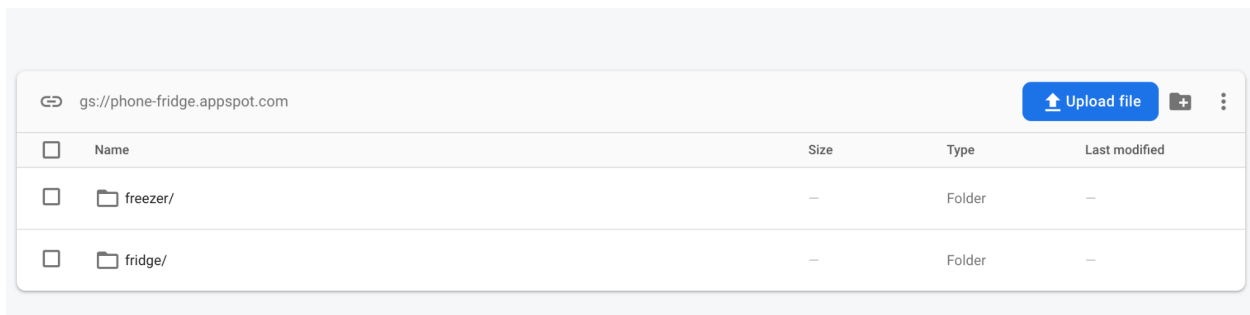 gs://phone-fridge.appspot.com Upload file
Name Size Type Last modified
freezer/ — Folder —
fridge/ — Folder —